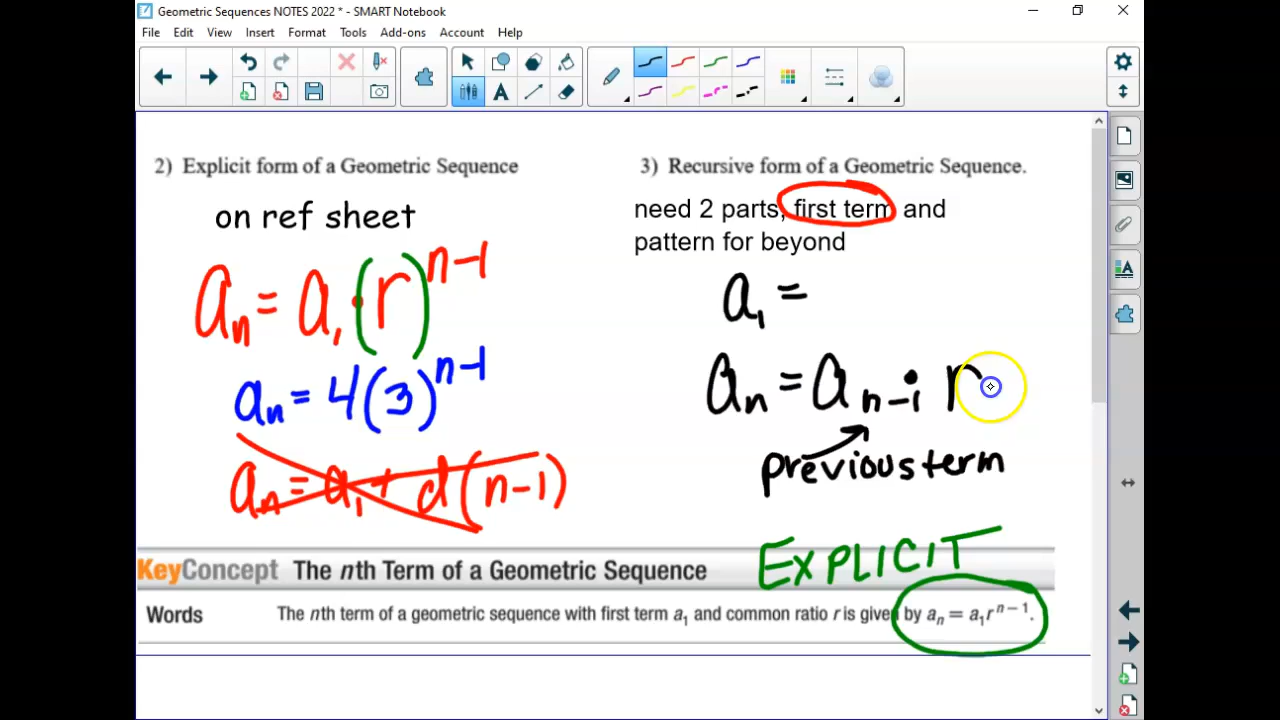 Geometric Sequences NOTES 2022 * - SMART Notebook
File Edit View Insert Format Tools Add-ons Account Help
2) Explicit form of a Geometric Sequence
on ref sheet
aₙ = a₁ · (r)ⁿ⁻¹
aₙ = 4(3)ⁿ⁻¹
aₙ = a₁ + d(n-1)
3) Recursive form of a Geometric Sequence.
need 2 parts, first term and
pattern for beyond
a₁ =
aₙ = aₙ₋₁ · r
previous term
EXPLICIT
KeyConcept The nth Term of a Geometric Sequence
Words The nth term of a geometric sequence with first term a₁ and common ratio r is given by aₙ = a₁rⁿ⁻¹.